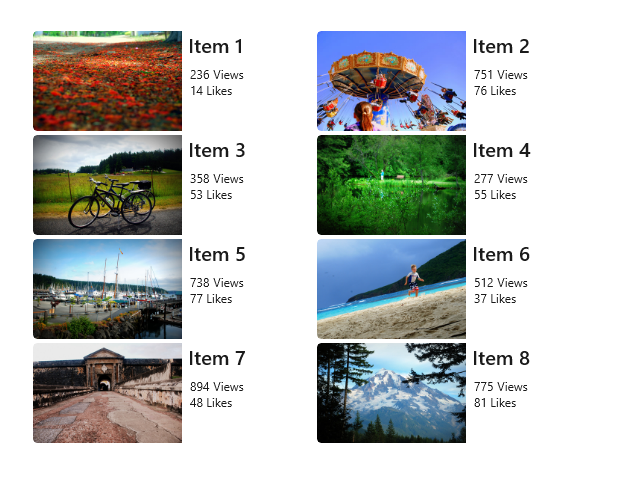 Item 1
236 Views
14 Likes
Item 2
751 Views
76 Likes
Item 3
358 Views
53 Likes
Item 4
277 Views
55 Likes
Item 5
738 Views
77 Likes
Item 6
512 Views
37 Likes
Item 7
894 Views
48 Likes
Item 8
775 Views
81 Likes